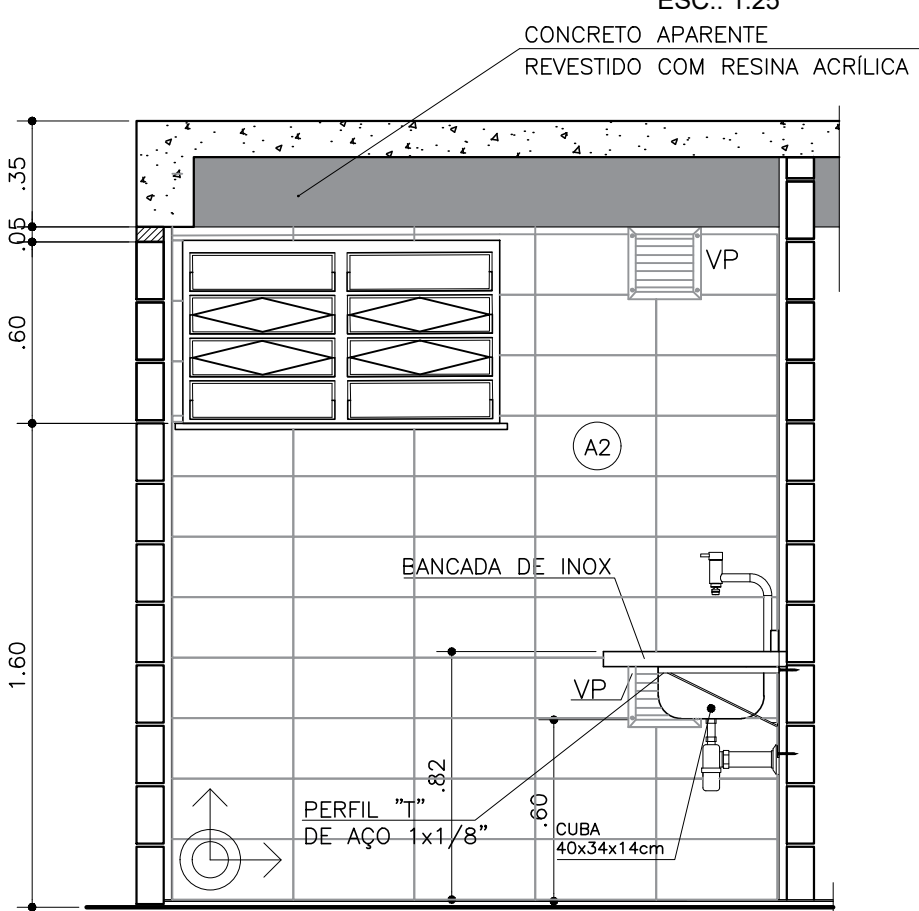 ESC.: 1:25
CONCRETO APARENTE
REVESTIDO COM RESINA ACRÍLICA
.35
.05
.60
1.60
VP
A2
BANCADA DE INOX
VP
.82
.60
PERFIL "T"
DE AÇO 1x1/8"
CUBA
40x34x14cm